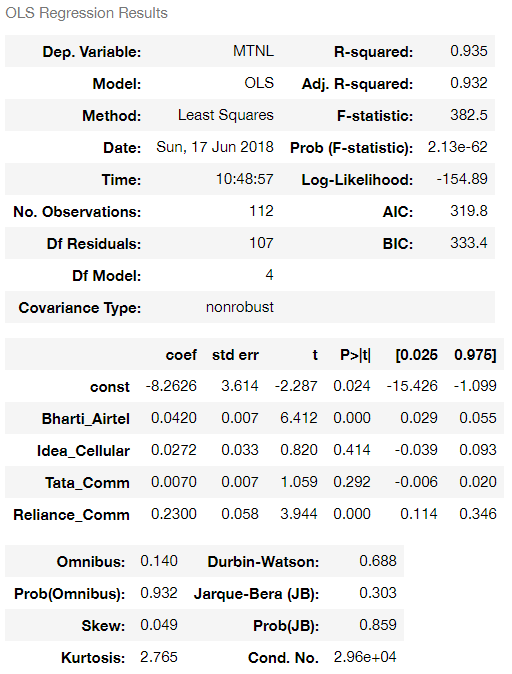 OLS Regression Results
Dep. Variable: MTNL R-squared: 0.935
Model: OLS Adj. R-squared: 0.932
Method: Least Squares F-statistic: 382.5
Date: Sun, 17 Jun 2018 Prob (F-statistic): 2.13e-62
Time: 10:48:57 Log-Likelihood: -154.89
No. Observations: 112 AIC: 319.8
Df Residuals: 107 BIC: 333.4
Df Model: 4
Covariance Type: nonrobust
coef std err t P>|t| [0.025 0.975]
const -8.2626 3.614 -2.287 0.024 -15.426 -1.099
Bharti_Airtel 0.0420 0.007 6.412 0.000 0.029 0.055
Idea_Cellular 0.0272 0.033 0.820 0.414 -0.039 0.093
Tata_Comm 0.0070 0.007 1.059 0.292 -0.006 0.020
Reliance_Comm 0.2300 0.058 3.944 0.000 0.114 0.346
Omnibus: 0.140 Durbin-Watson: 0.688
Prob(Omnibus): 0.932 Jarque-Bera (JB): 0.303
Skew: 0.049 Prob(JB): 0.859
Kurtosis: 2.765 Cond. No. 2.96e+04